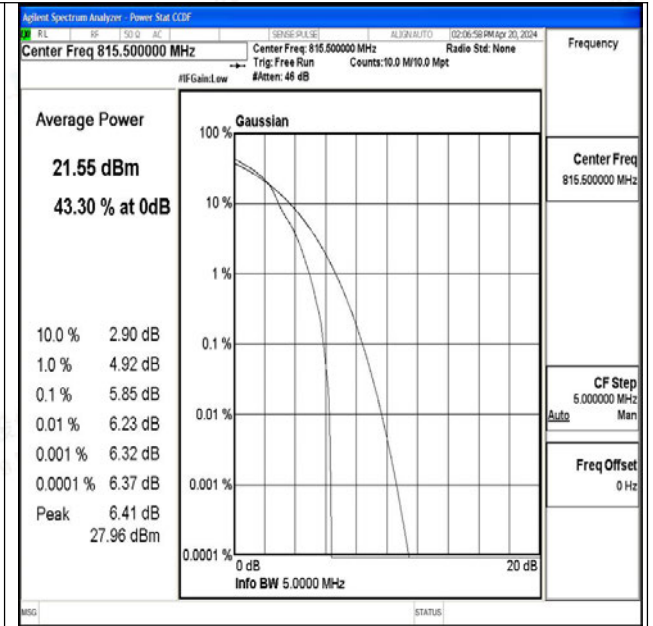 Agilent Spectrum Analyzer - Power Stat CCDF
RL RF 50 Ω AC SENSE:PULSE ALIGN AUTO 02:06:58 PM Apr 20, 2024
Center Freq 815.500000 MHz
Center Freq: 815.500000 MHz Radio Std: None
Trig: Free Run Counts:10.0 M/10.0 Mpt
#IFGain:Low #Atten: 46 dB
Frequency
Average Power
21.55 dBm
43.30 % at 0dB
10.0 % 2.90 dB
1.0 % 4.92 dB
0.1 % 5.85 dB
0.01 % 6.23 dB
0.001 % 6.32 dB
0.0001 % 6.37 dB
Peak 6.41 dB
27.96 dBm
Gaussian
100 %
10 %
1 %
0.1 %
0.01 %
0.001 %
0.0001 %
0 dB 20 dB
Info BW 5.0000 MHz
Center Freq
815.500000 MHz
CF Step
5.000000 MHz
Auto Man
Freq Offset
0 Hz
MSG STATUS